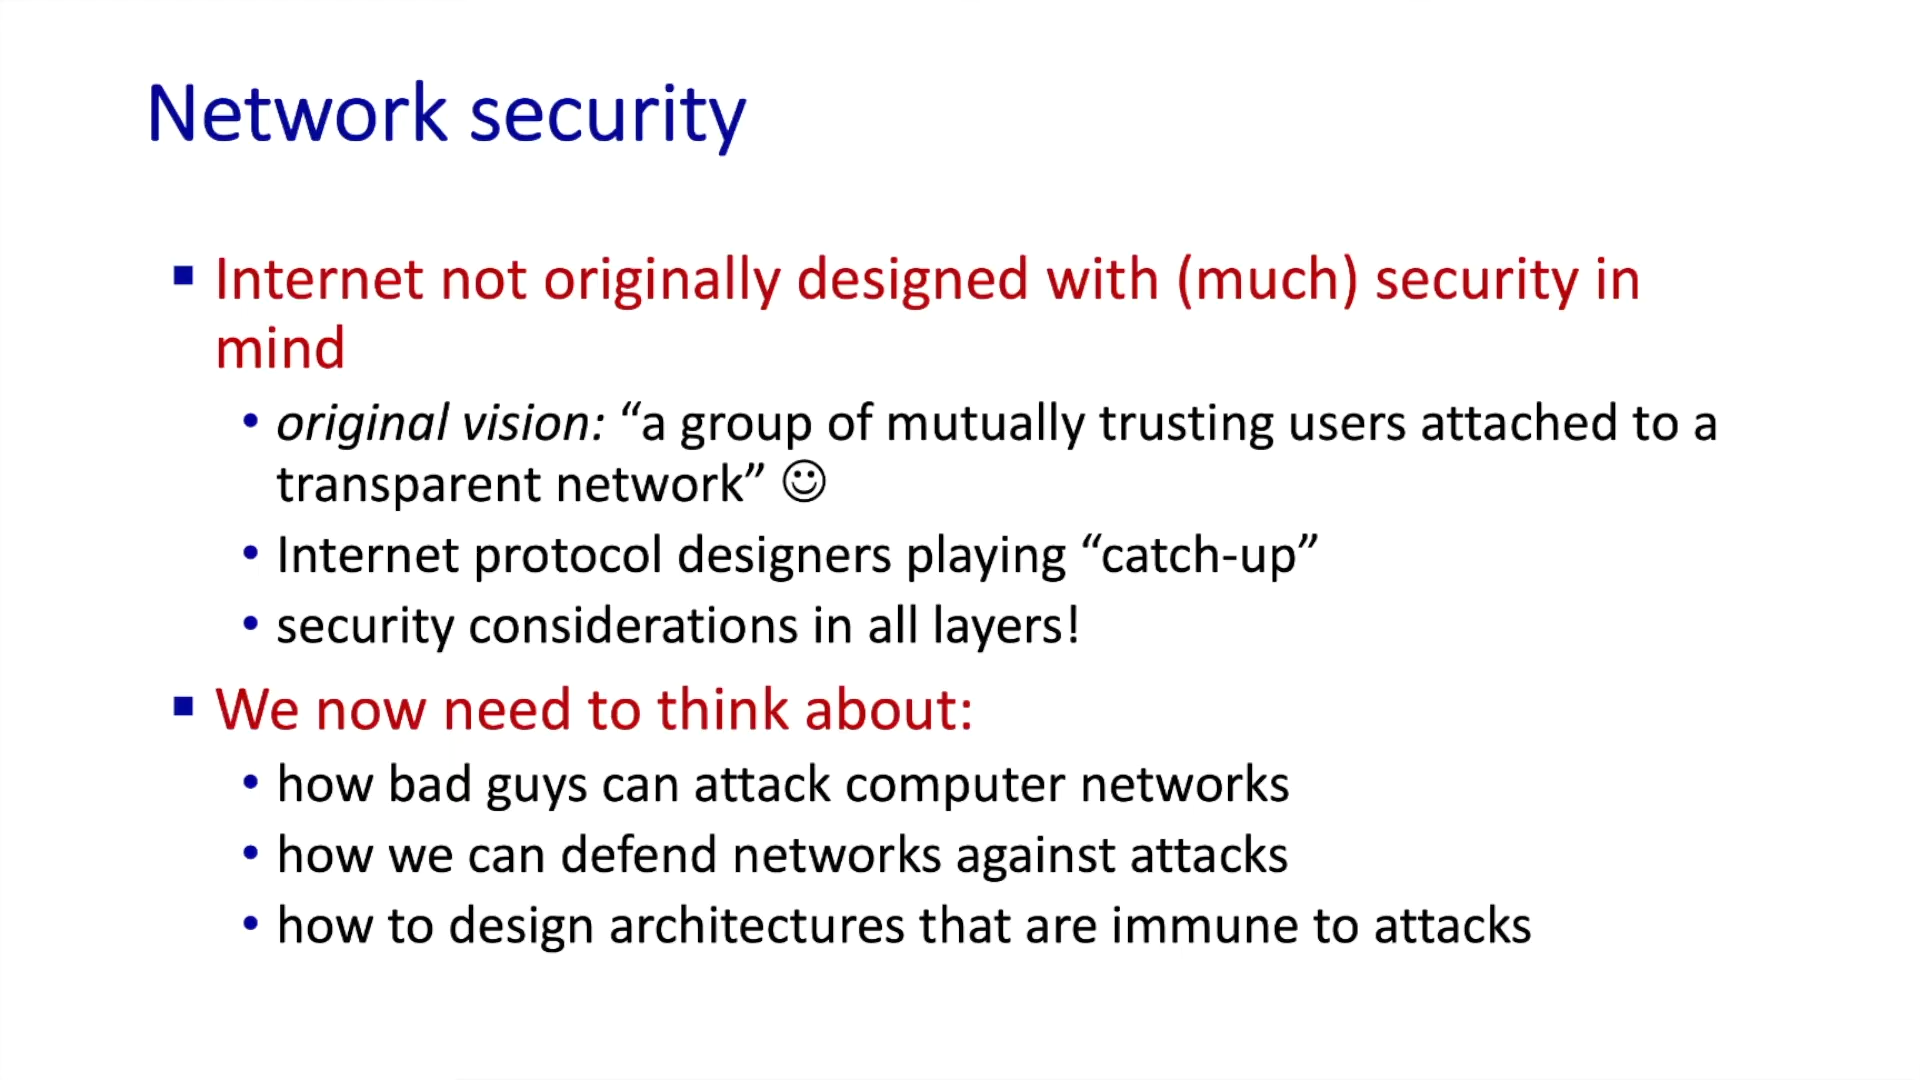 Network security
▪ Internet not originally designed with (much) security in
mind
• original vision: “a group of mutually trusting users attached to a
transparent network” ☺
• Internet protocol designers playing “catch-up”
• security considerations in all layers!
▪ We now need to think about:
• how bad guys can attack computer networks
• how we can defend networks against attacks
• how to design architectures that are immune to attacks